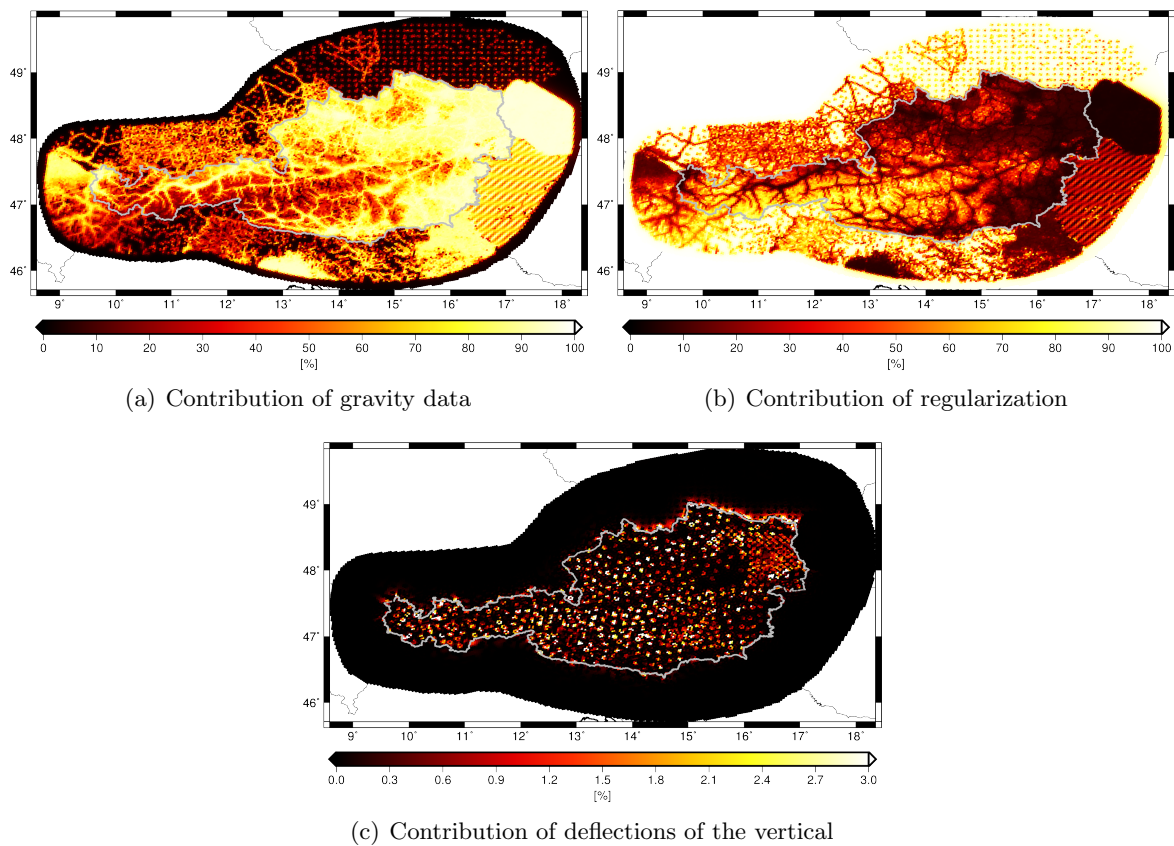 49˚
48˚
47˚
46˚
9˚ 10˚ 11˚ 12˚ 13˚ 14˚ 15˚ 16˚ 17˚ 18˚
0 10 20 30 40 50 60 70 80 90 100
[%]
(a) Contribution of gravity data
49˚
48˚
47˚
46˚
9˚ 10˚ 11˚ 12˚ 13˚ 14˚ 15˚ 16˚ 17˚ 18˚
0 10 20 30 40 50 60 70 80 90 100
[%]
(b) Contribution of regularization
49˚
48˚
47˚
46˚
9˚ 10˚ 11˚ 12˚ 13˚ 14˚ 15˚ 16˚ 17˚ 18˚
0.0 0.3 0.6 0.9 1.2 1.5 1.8 2.1 2.4 2.7 3.0
[%]
(c) Contribution of deflections of the vertical